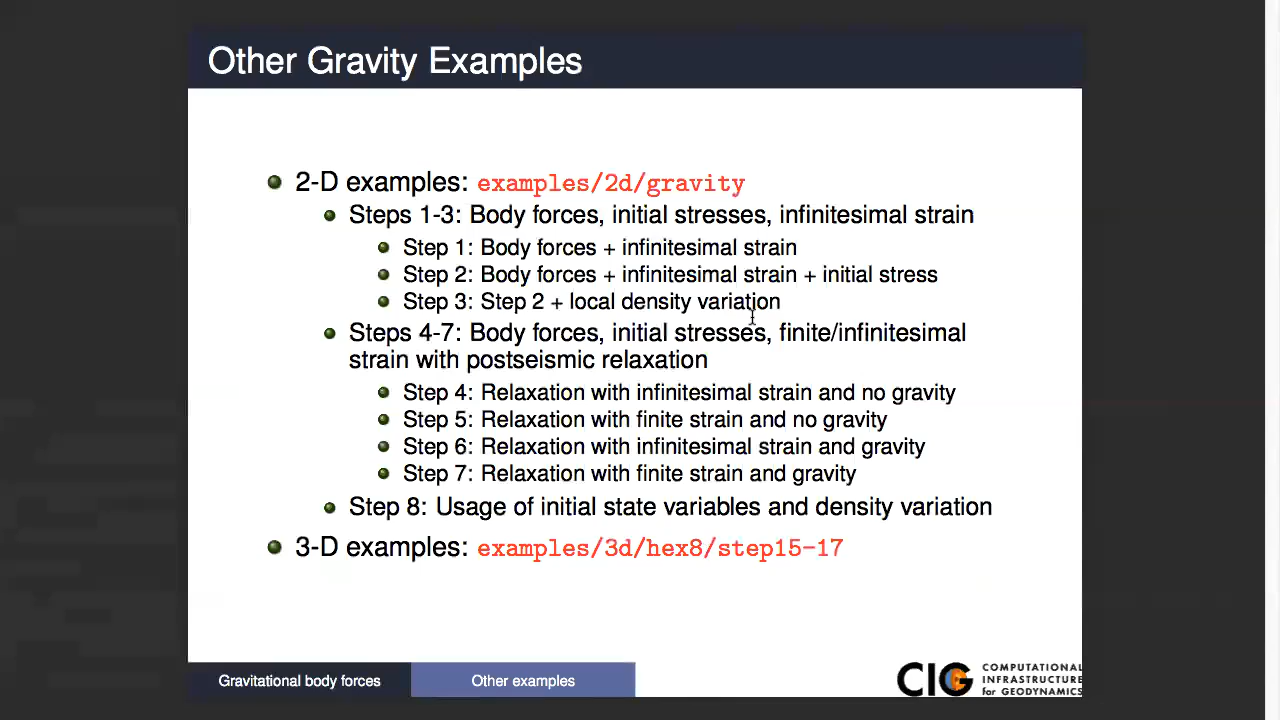 Other Gravity Examples
2-D examples: examples/2d/gravity
Steps 1-3: Body forces, initial stresses, infinitesimal strain
Step 1: Body forces + infinitesimal strain
Step 2: Body forces + infinitesimal strain + initial stress
Step 3: Step 2 + local density variation
Steps 4-7: Body forces, initial stresses, finite/infinitesimal
strain with postseismic relaxation
Step 4: Relaxation with infinitesimal strain and no gravity
Step 5: Relaxation with finite strain and no gravity
Step 6: Relaxation with infinitesimal strain and gravity
Step 7: Relaxation with finite strain and gravity
Step 8: Usage of initial state variables and density variation
3-D examples: examples/3d/hex8/step15-17
Gravitational body forces
Other examples
CIG
COMPUTATIONAL
INFRASTRUCTURE
for GEODYNAMICS